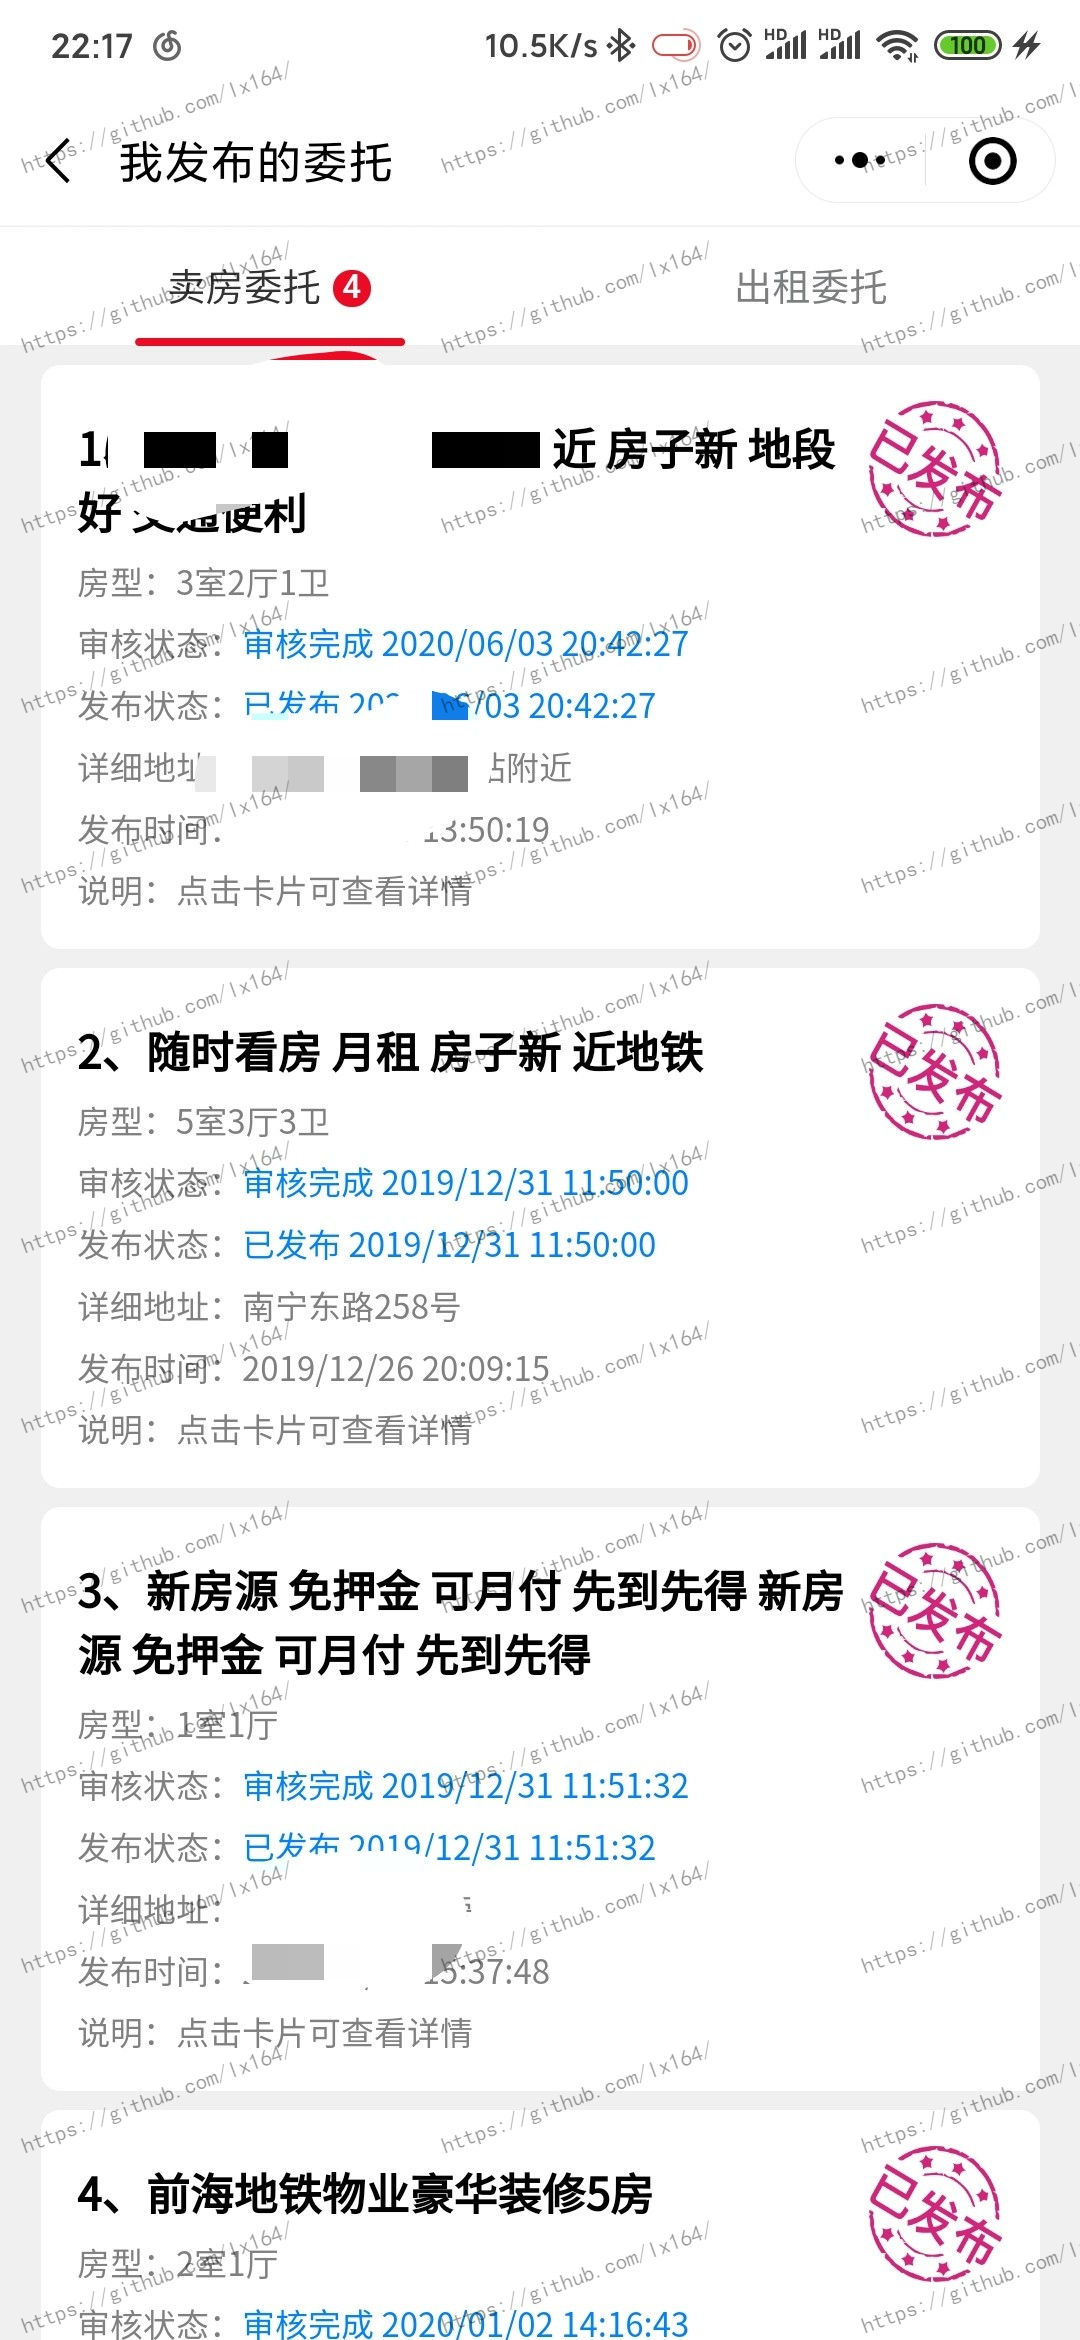 22:17
10.5K/s
HD
HD
100
我发布的委托
卖房委托 4
出租委托
近 房子新 地段
好 交通便利
已发布
房型：3室2厅1卫
审核状态：审核完成 2020/06/03 20:42:27
发布状态：已发布 /03 20:42:27
详细地址 站附近
发布时间： 13:50:19
说明：点击卡片可查看详情
2、随时看房 月租 房子新 近地铁
已发布
房型：5室3厅3卫
审核状态：审核完成 2019/12/31 11:50:00
发布状态：已发布 2019/12/31 11:50:00
详细地址：南宁东路258号
发布时间：2019/12/26 20:09:15
说明：点击卡片可查看详情
3、新房源 免押金 可月付 先到先得 新房
源 免押金 可月付 先到先得
已发布
房型：1室1厅
审核状态：审核完成 2019/12/31 11:51:32
发布状态：已发布 2019/12/31 11:51:32
详细地址：
发布时间： 15:37:48
说明：点击卡片可查看详情
4、前海地铁物业豪华装修5房
已发布
房型：2室1厅
审核状态：审核完成 2020/01/02 14:16:43
https://github.com/lx164/